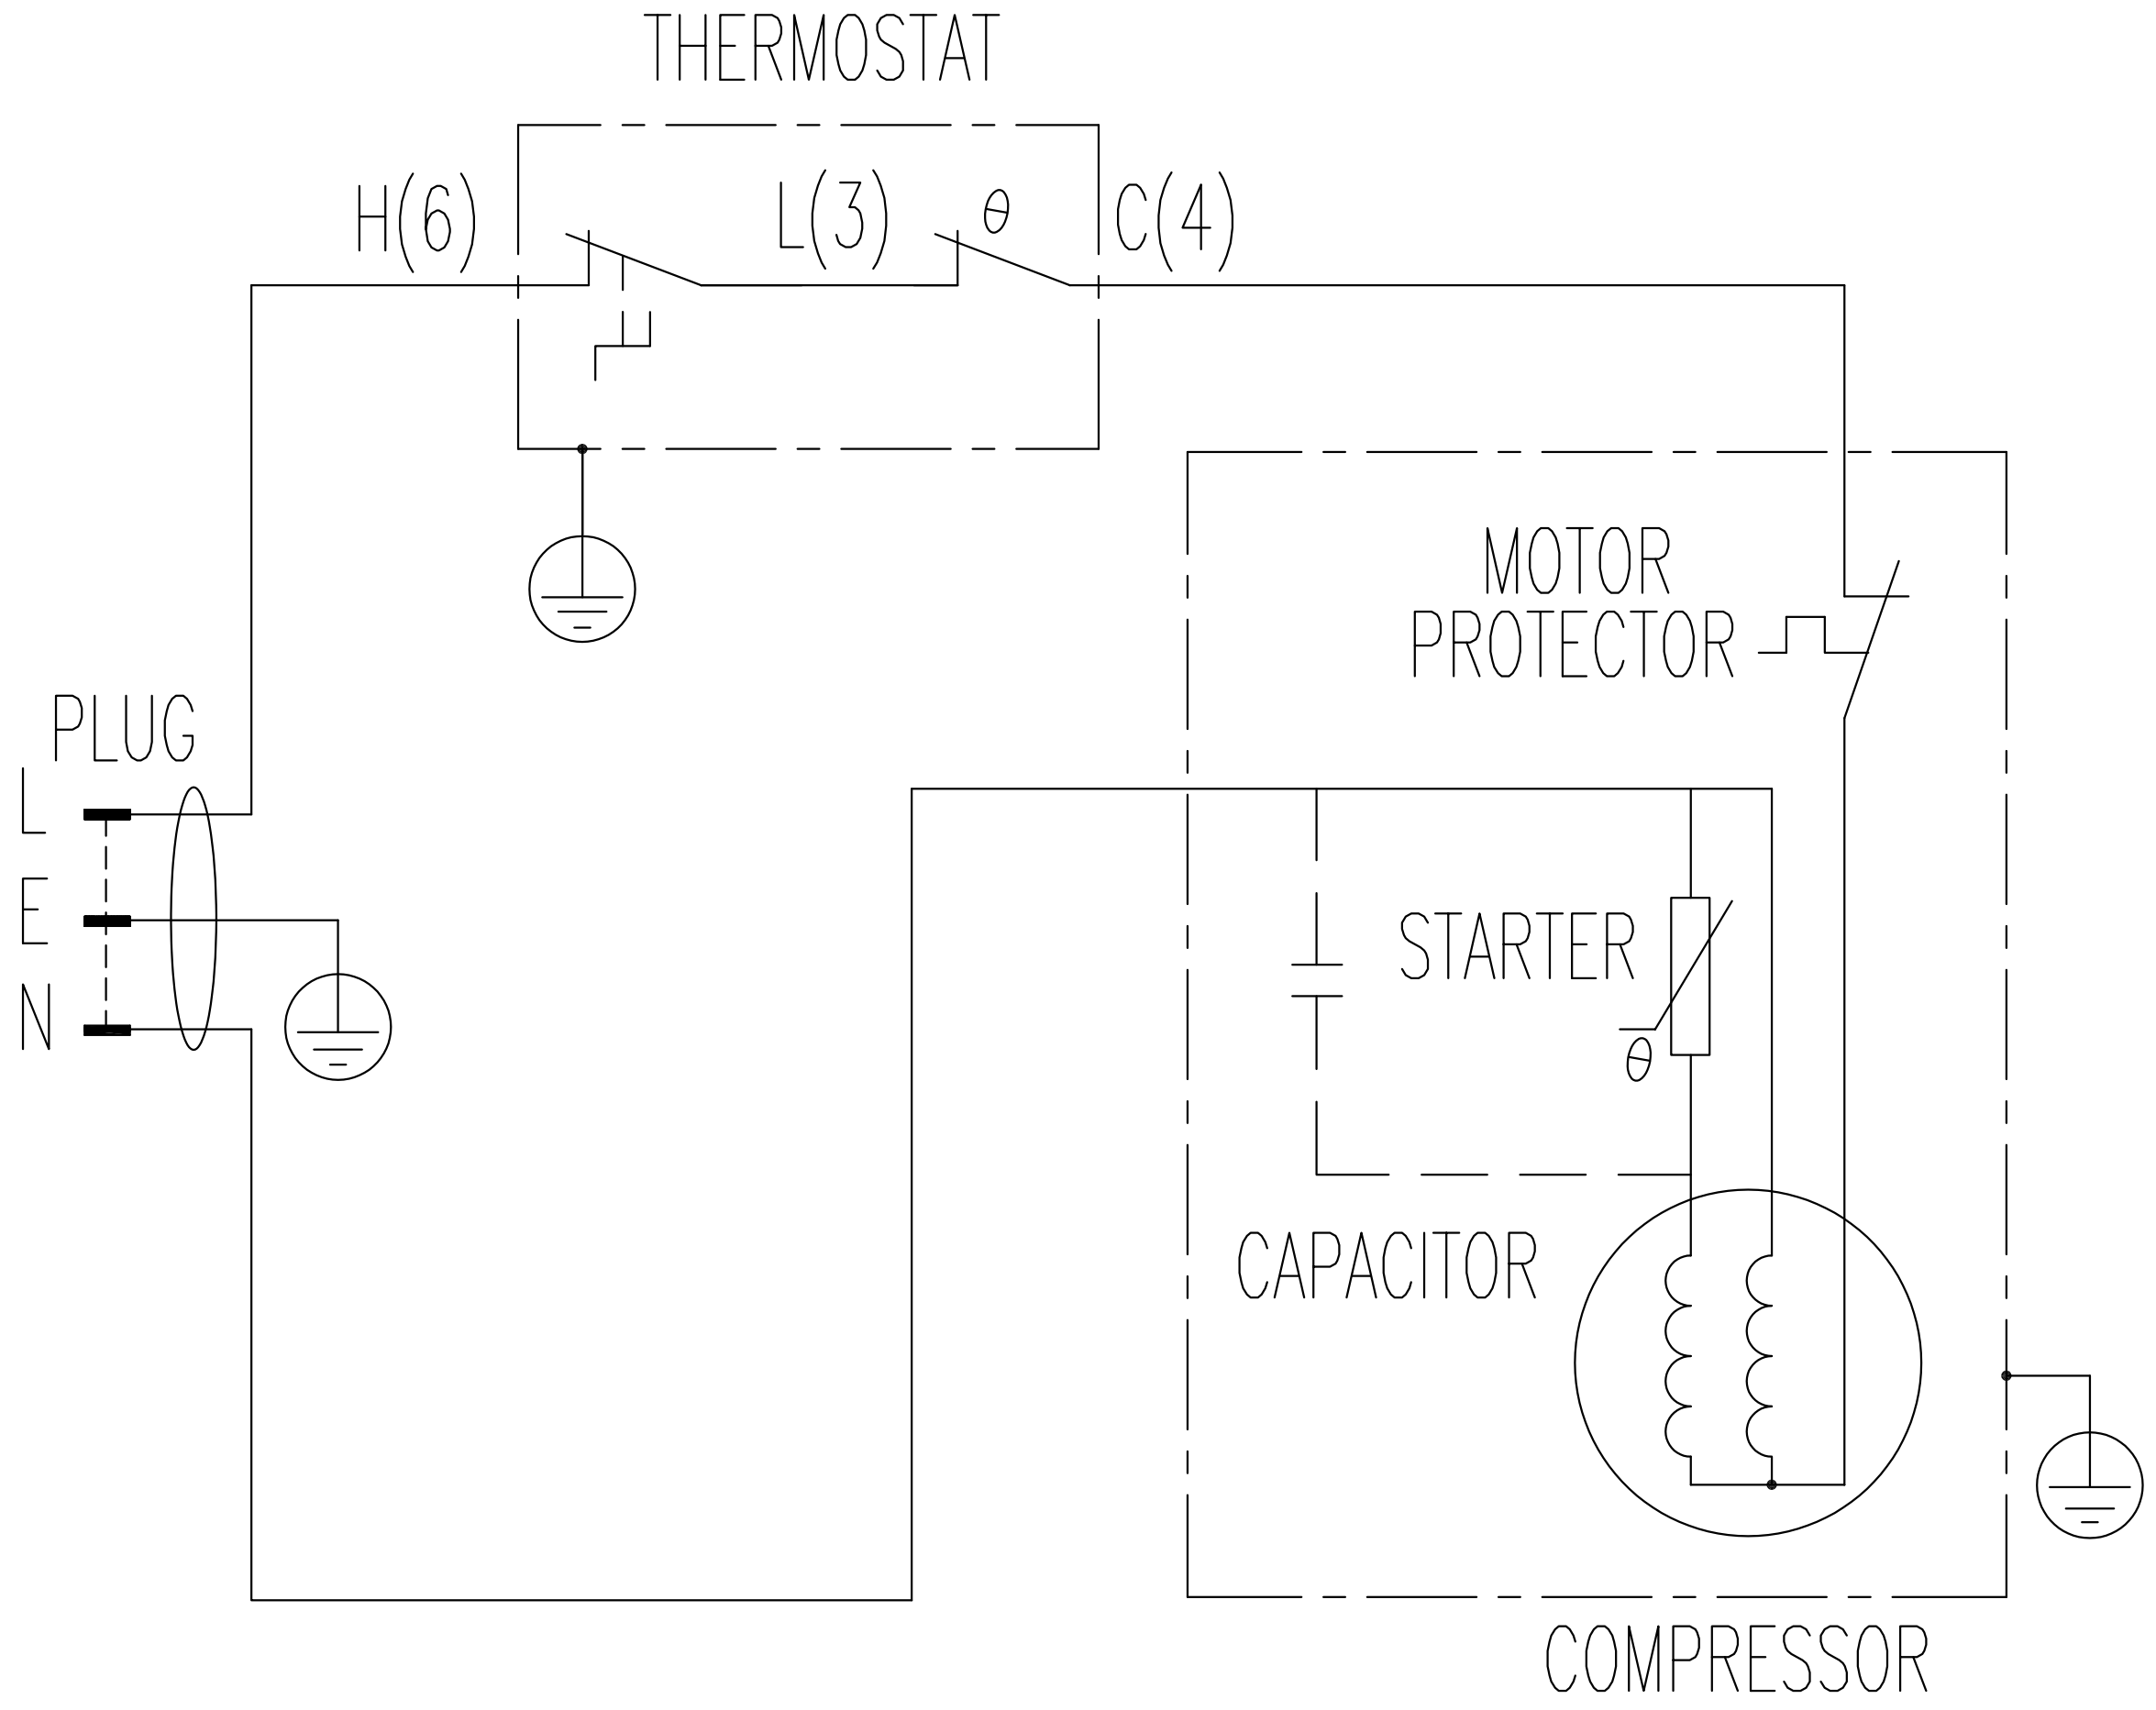 THERMOSTAT
H(6)
L(3)
θ
C(4)
MOTOR
PROTECTOR
PLUG
L
E
N
STARTER
θ
CAPACITOR
COMPRESSOR